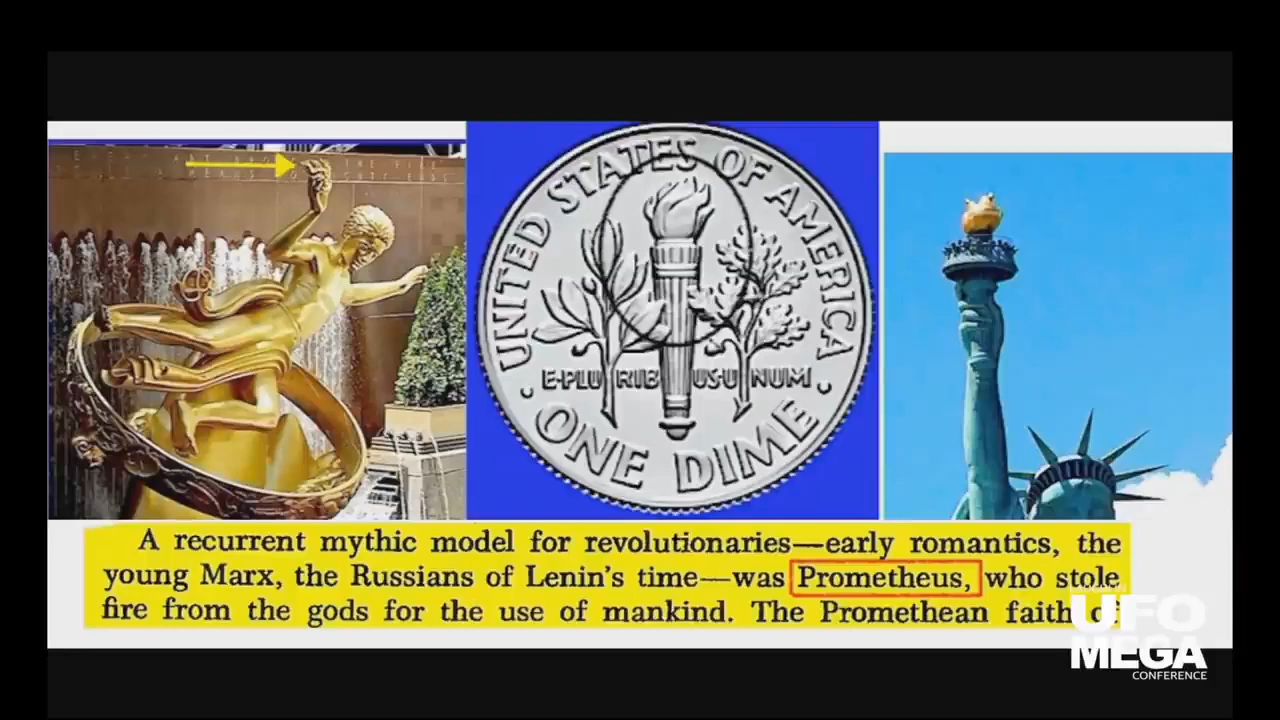 UNITED STATES OF AMERICA
E·PLURIBUS·UNUM
ONE DIME
A recurrent mythic model for revolutionaries—early romantics, the
young Marx, the Russians of Lenin's time—was Prometheus, who stole
fire from the gods for the use of mankind. The Promethean faith of
UFO
MEGA
CONFERENCE